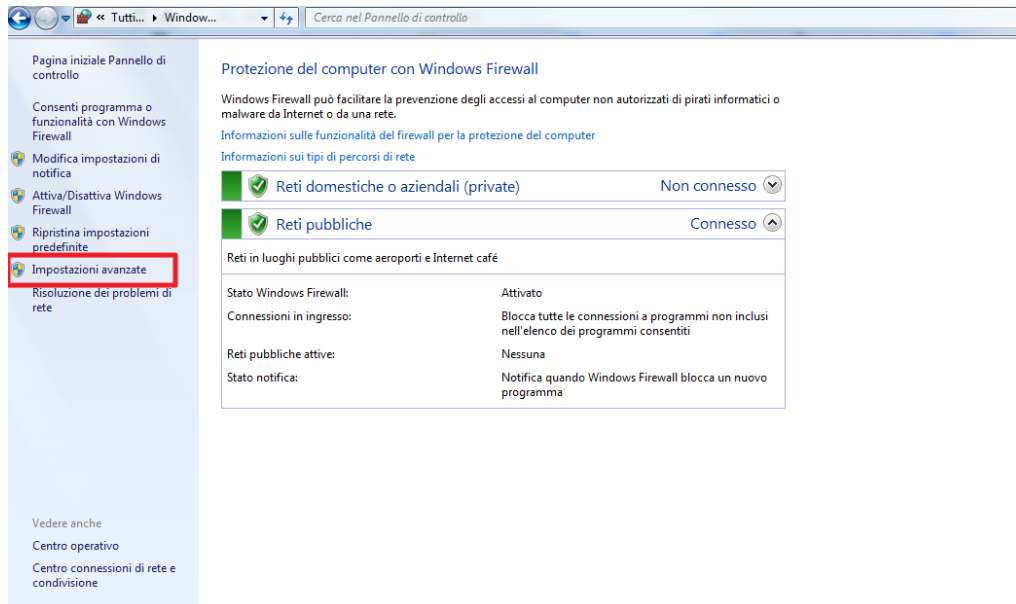 « Tutti... ▸ Window...
Cerca nel Pannello di controllo
Pagina iniziale Pannello di
controllo
Consenti programma o
funzionalità con Windows
Firewall
Modifica impostazioni di
notifica
Attiva/Disattiva Windows
Firewall
Ripristina impostazioni
predefinite
Impostazioni avanzate
Risoluzione dei problemi di
rete
Protezione del computer con Windows Firewall
Windows Firewall può facilitare la prevenzione degli accessi al computer non autorizzati di pirati informatici o
malware da Internet o da una rete.
Informazioni sulle funzionalità del firewall per la protezione del computer
Informazioni sui tipi di percorsi di rete
Reti domestiche o aziendali (private) Non connesso
Reti pubbliche Connesso
Reti in luoghi pubblici come aeroporti e Internet café
Stato Windows Firewall: Attivato
Connessioni in ingresso: Blocca tutte le connessioni a programmi non inclusi
nell'elenco dei programmi consentiti
Reti pubbliche attive: Nessuna
Stato notifica: Notifica quando Windows Firewall blocca un nuovo
programma
Vedere anche
Centro operativo
Centro connessioni di rete e
condivisione